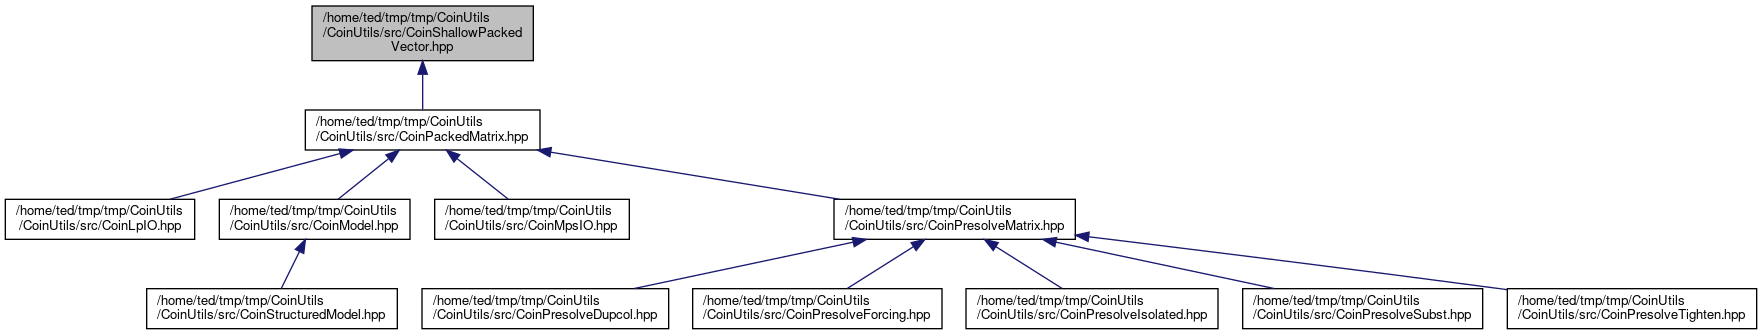 /home/ted/tmp/tmp/CoinUtils
/CoinUtils/src/CoinShallowPacked
Vector.hpp
/home/ted/tmp/tmp/CoinUtils
/CoinUtils/src/CoinPackedMatrix.hpp
/home/ted/tmp/tmp/CoinUtils
/CoinUtils/src/CoinLpIO.hpp
/home/ted/tmp/tmp/CoinUtils
/CoinUtils/src/CoinModel.hpp
/home/ted/tmp/tmp/CoinUtils
/CoinUtils/src/CoinMpsIO.hpp
/home/ted/tmp/tmp/CoinUtils
/CoinUtils/src/CoinPresolveMatrix.hpp
/home/ted/tmp/tmp/CoinUtils
/CoinUtils/src/CoinStructuredModel.hpp
/home/ted/tmp/tmp/CoinUtils
/CoinUtils/src/CoinPresolveDupcol.hpp
/home/ted/tmp/tmp/CoinUtils
/CoinUtils/src/CoinPresolveForcing.hpp
/home/ted/tmp/tmp/CoinUtils
/CoinUtils/src/CoinPresolveIsolated.hpp
/home/ted/tmp/tmp/CoinUtils
/CoinUtils/src/CoinPresolveSubst.hpp
/home/ted/tmp/tmp/CoinUtils
/CoinUtils/src/CoinPresolveTighten.hpp